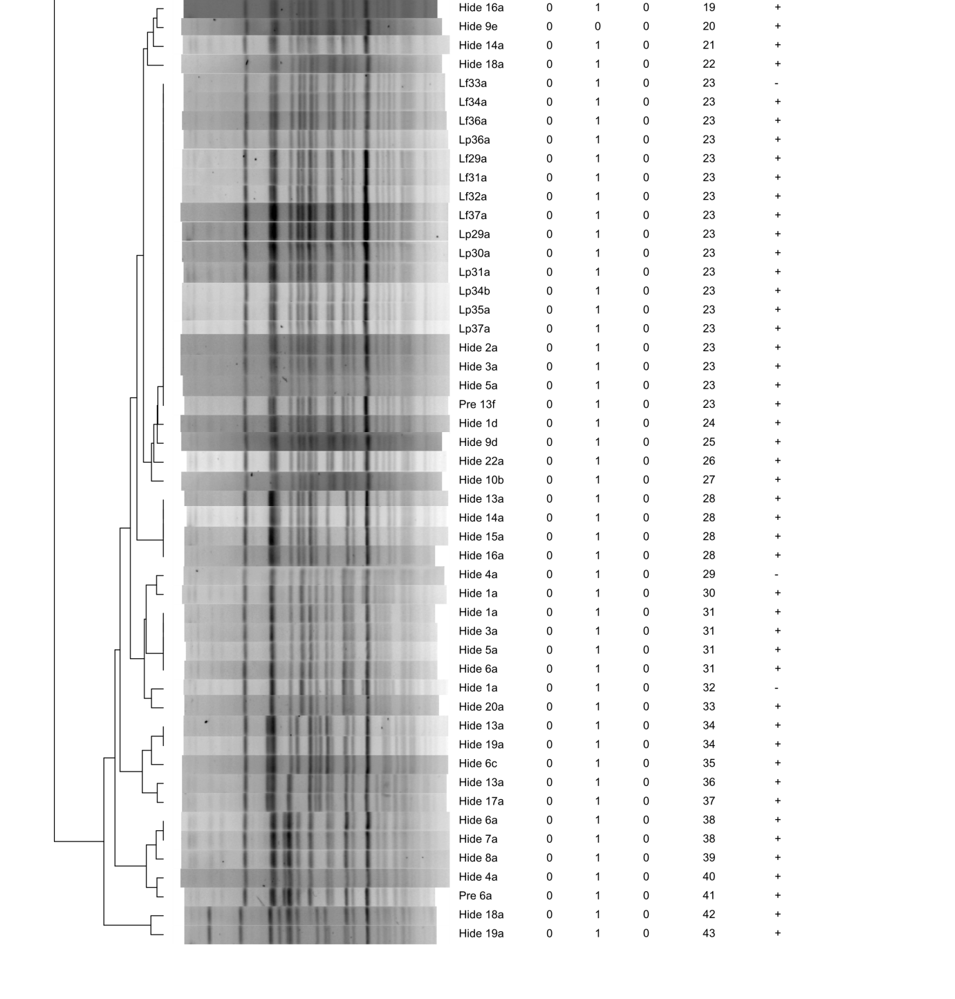 Hide 16a 0 1 0 19 +
Hide 9e 0 0 0 20 +
Hide 14a 0 1 0 21 +
Hide 18a 0 1 0 22 +
Lf33a 0 1 0 23 -
Lf34a 0 1 0 23 +
Lf36a 0 1 0 23 +
Lp36a 0 1 0 23 +
Lf29a 0 1 0 23 +
Lf31a 0 1 0 23 +
Lf32a 0 1 0 23 +
Lf37a 0 1 0 23 +
Lp29a 0 1 0 23 +
Lp30a 0 1 0 23 +
Lp31a 0 1 0 23 +
Lp34b 0 1 0 23 +
Lp35a 0 1 0 23 +
Lp37a 0 1 0 23 +
Hide 2a 0 1 0 23 +
Hide 3a 0 1 0 23 +
Hide 5a 0 1 0 23 +
Pre 13f 0 1 0 23 +
Hide 1d 0 1 0 24 +
Hide 9d 0 1 0 25 +
Hide 22a 0 1 0 26 +
Hide 10b 0 1 0 27 +
Hide 13a 0 1 0 28 +
Hide 14a 0 1 0 28 +
Hide 15a 0 1 0 28 +
Hide 16a 0 1 0 28 +
Hide 4a 0 1 0 29 -
Hide 1a 0 1 0 30 +
Hide 1a 0 1 0 31 +
Hide 3a 0 1 0 31 +
Hide 5a 0 1 0 31 +
Hide 6a 0 1 0 31 +
Hide 1a 0 1 0 32 -
Hide 20a 0 1 0 33 +
Hide 13a 0 1 0 34 +
Hide 19a 0 1 0 34 +
Hide 6c 0 1 0 35 +
Hide 13a 0 1 0 36 +
Hide 17a 0 1 0 37 +
Hide 6a 0 1 0 38 +
Hide 7a 0 1 0 38 +
Hide 8a 0 1 0 39 +
Hide 4a 0 1 0 40 +
Pre 6a 0 1 0 41 +
Hide 18a 0 1 0 42 +
Hide 19a 0 1 0 43 +